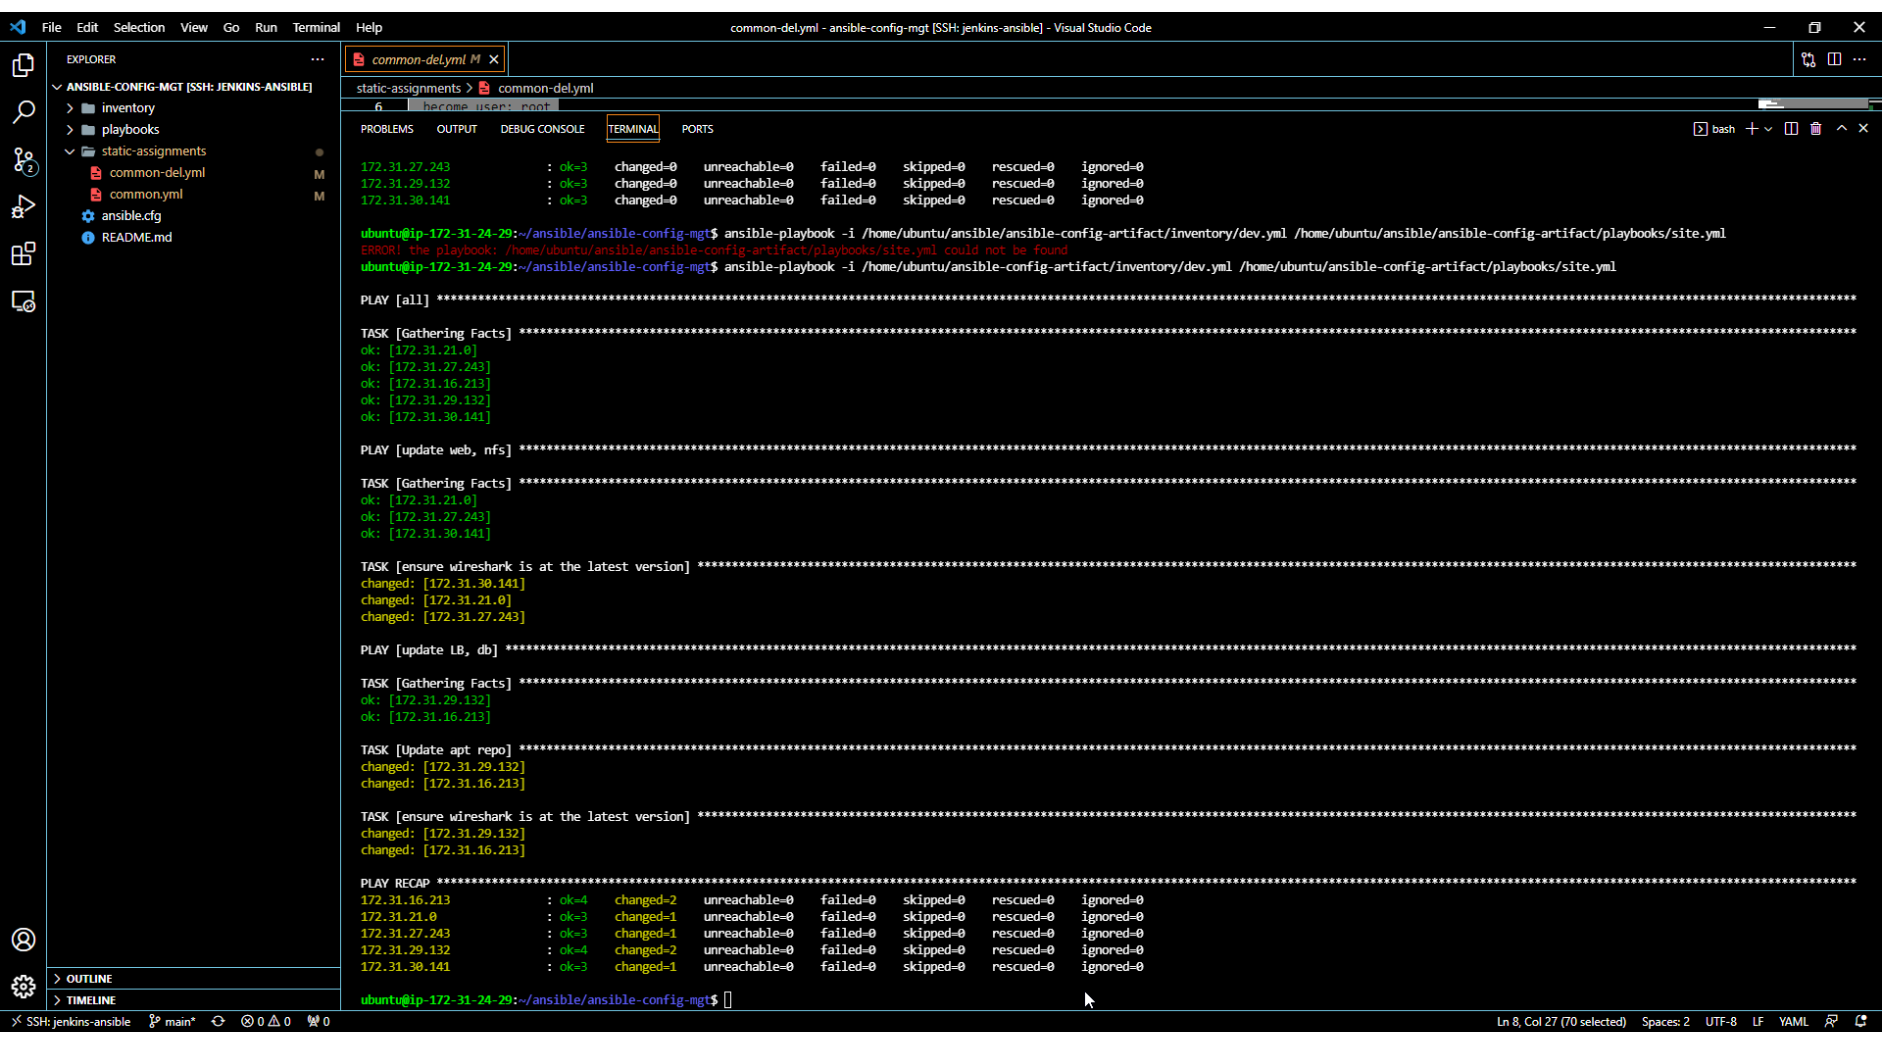 File Edit Selection View Go Run Terminal Help
common-del.yml - ansible-config-mgt [SSH: jenkins-ansible] - Visual Studio Code
EXPLORER
ANSIBLE-CONFIG-MGT [SSH: JENKINS-ANSIBLE]
inventory
playbooks
static-assignments
common-del.yml M
common.yml M
ansible.cfg
README.md
2
OUTLINE
TIMELINE
common-del.yml M
static-assignments > common-del.yml
6 become_user: root
PROBLEMS OUTPUT DEBUG CONSOLE TERMINAL PORTS
bash
172.31.27.243 : ok=3 changed=0 unreachable=0 failed=0 skipped=0 rescued=0 ignored=0
172.31.29.132 : ok=3 changed=0 unreachable=0 failed=0 skipped=0 rescued=0 ignored=0
172.31.30.141 : ok=3 changed=0 unreachable=0 failed=0 skipped=0 rescued=0 ignored=0
ubuntu@ip-172-31-24-29:~/ansible/ansible-config-mgt$ ansible-playbook -i /home/ubuntu/ansible/ansible-config-artifact/inventory/dev.yml /home/ubuntu/ansible/ansible-config-artifact/playbooks/site.yml
ERROR! the playbook: /home/ubuntu/ansible/ansible-config-artifact/playbooks/site.yml could not be found
ubuntu@ip-172-31-24-29:~/ansible/ansible-config-mgt$ ansible-playbook -i /home/ubuntu/ansible-config-artifact/inventory/dev.yml /home/ubuntu/ansible-config-artifact/playbooks/site.yml
PLAY [all] ****
TASK [Gathering Facts] ****
ok: [172.31.21.0]
ok: [172.31.27.243]
ok: [172.31.16.213]
ok: [172.31.29.132]
ok: [172.31.30.141]
PLAY [update web, nfs] ****
TASK [Gathering Facts] ****
ok: [172.31.21.0]
ok: [172.31.27.243]
ok: [172.31.30.141]
TASK [ensure wireshark is at the latest version] ****
changed: [172.31.30.141]
changed: [172.31.21.0]
changed: [172.31.27.243]
PLAY [update LB, db] ****
TASK [Gathering Facts] ****
ok: [172.31.29.132]
ok: [172.31.16.213]
TASK [Update apt repo] ****
changed: [172.31.29.132]
changed: [172.31.16.213]
TASK [ensure wireshark is at the latest version] ****
changed: [172.31.29.132]
changed: [172.31.16.213]
PLAY RECAP ****
172.31.16.213 : ok=4 changed=2 unreachable=0 failed=0 skipped=0 rescued=0 ignored=0
172.31.21.0 : ok=3 changed=1 unreachable=0 failed=0 skipped=0 rescued=0 ignored=0
172.31.27.243 : ok=3 changed=1 unreachable=0 failed=0 skipped=0 rescued=0 ignored=0
172.31.29.132 : ok=4 changed=2 unreachable=0 failed=0 skipped=0 rescued=0 ignored=0
172.31.30.141 : ok=3 changed=1 unreachable=0 failed=0 skipped=0 rescued=0 ignored=0
ubuntu@ip-172-31-24-29:~/ansible/ansible-config-mgt$
SSH: jenkins-ansible main* 0 0 0 Ln 8, Col 27 (70 selected) Spaces: 2 UTF-8 LF YAML